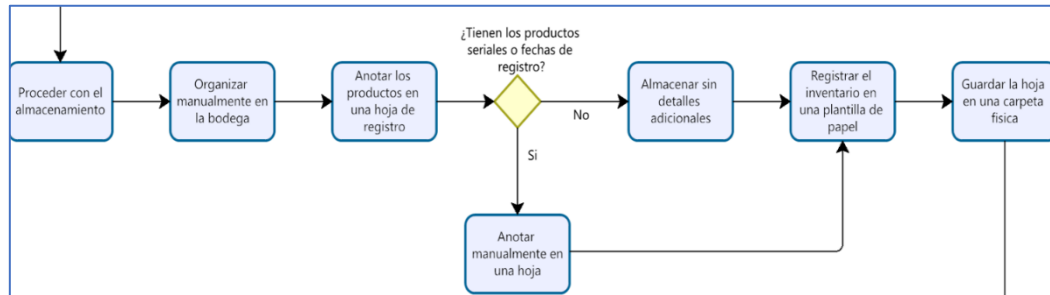 Proceder con el
almacenamiento
Organizar
manualmente en
la bodega
Anotar los
productos en
una hoja de
registro
¿Tienen los productos
seriales o fechas de
registro?
No
Si
Anotar
manualmente en
una hoja
Almacenar sin
detalles
adicionales
Registrar el
inventario en
una plantilla de
papel
Guardar la hoja
en una carpeta
fisica